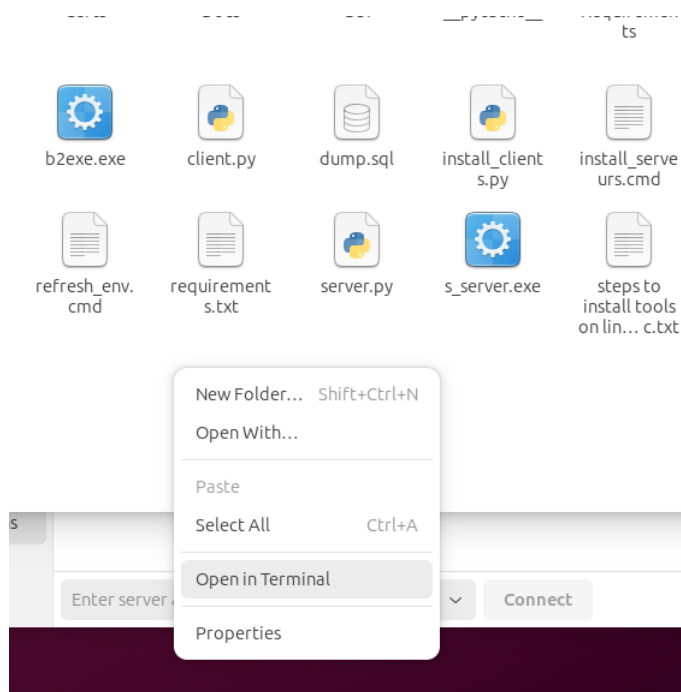 ts
b2exe.exe
client.py
dump.sql
install_client
s.py
install_serve
urs.cmd
refresh_env.
cmd
requirement
s.txt
server.py
s_server.exe
steps to
install tools
on lin… c.txt
New Folder… Shift+Ctrl+N
Open With…
Paste
Select All Ctrl+A
s
Open in Terminal
Enter server
Connect
Properties